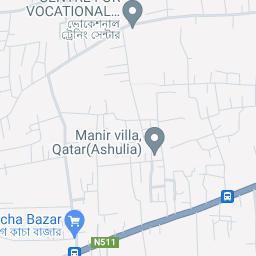 VOCATIONAL...
ভোকেশনাল
ট্রেনিং সেন্টার
Manir villa,
Qatar(Ashulia)
cha Bazar
কাচা বাজার
N511